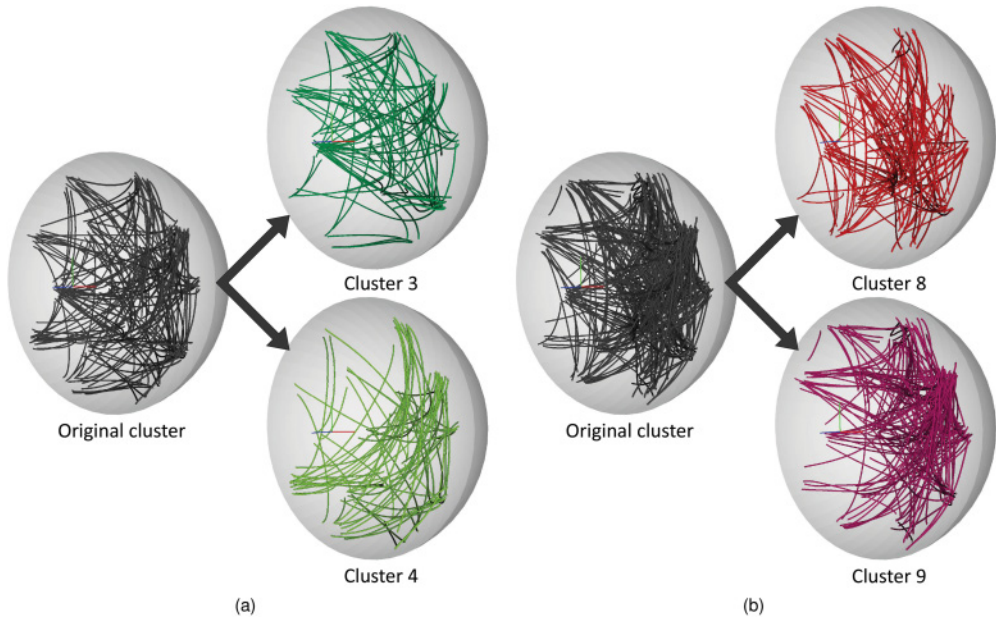 Cluster 3
Original cluster
Cluster 4
(a)
Cluster 8
Original cluster
Cluster 9
(b)